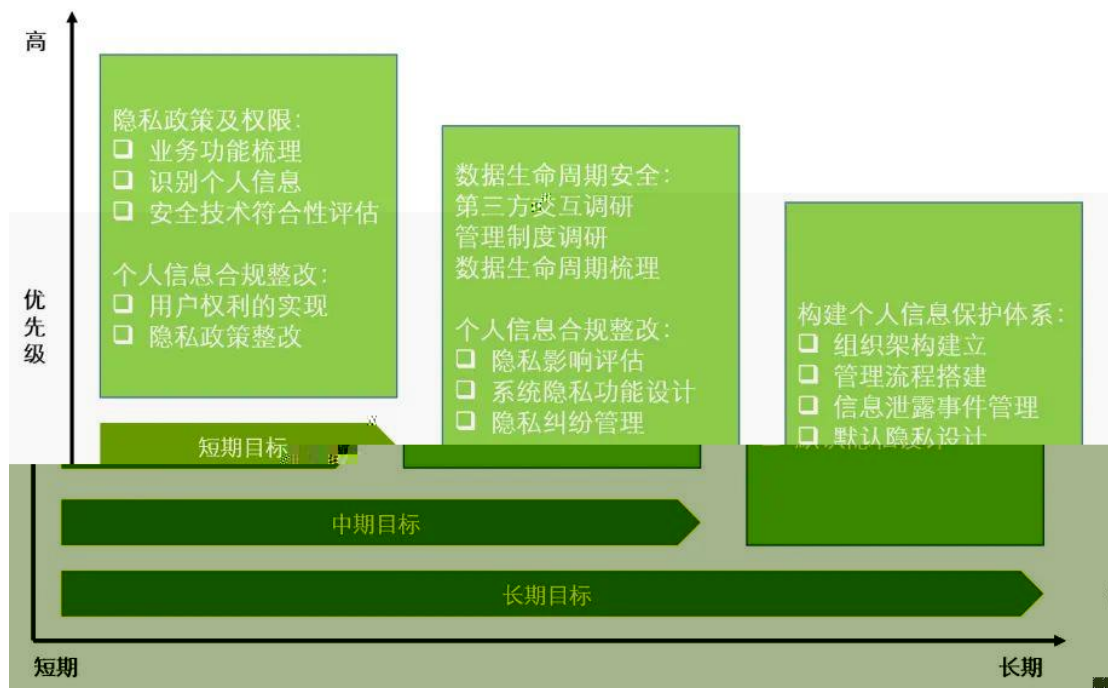 高
隐私政策及权限：
业务功能梳理
识别个人信息
安全技术符合性评估
个人信息合规整改：
用户权利的实现
隐私政策整改
数据生命周期安全：
第三方交互调研
管理制度调研
数据生命周期梳理
个人信息合规整改：
隐私影响评估
系统隐私功能设计
隐私纠纷管理
构建个人信息保护体系：
组织架构建立
管理流程搭建
信息泄露事件管理
默认隐私设计
优先级
短期目标
中期目标
长期目标
短期
长期